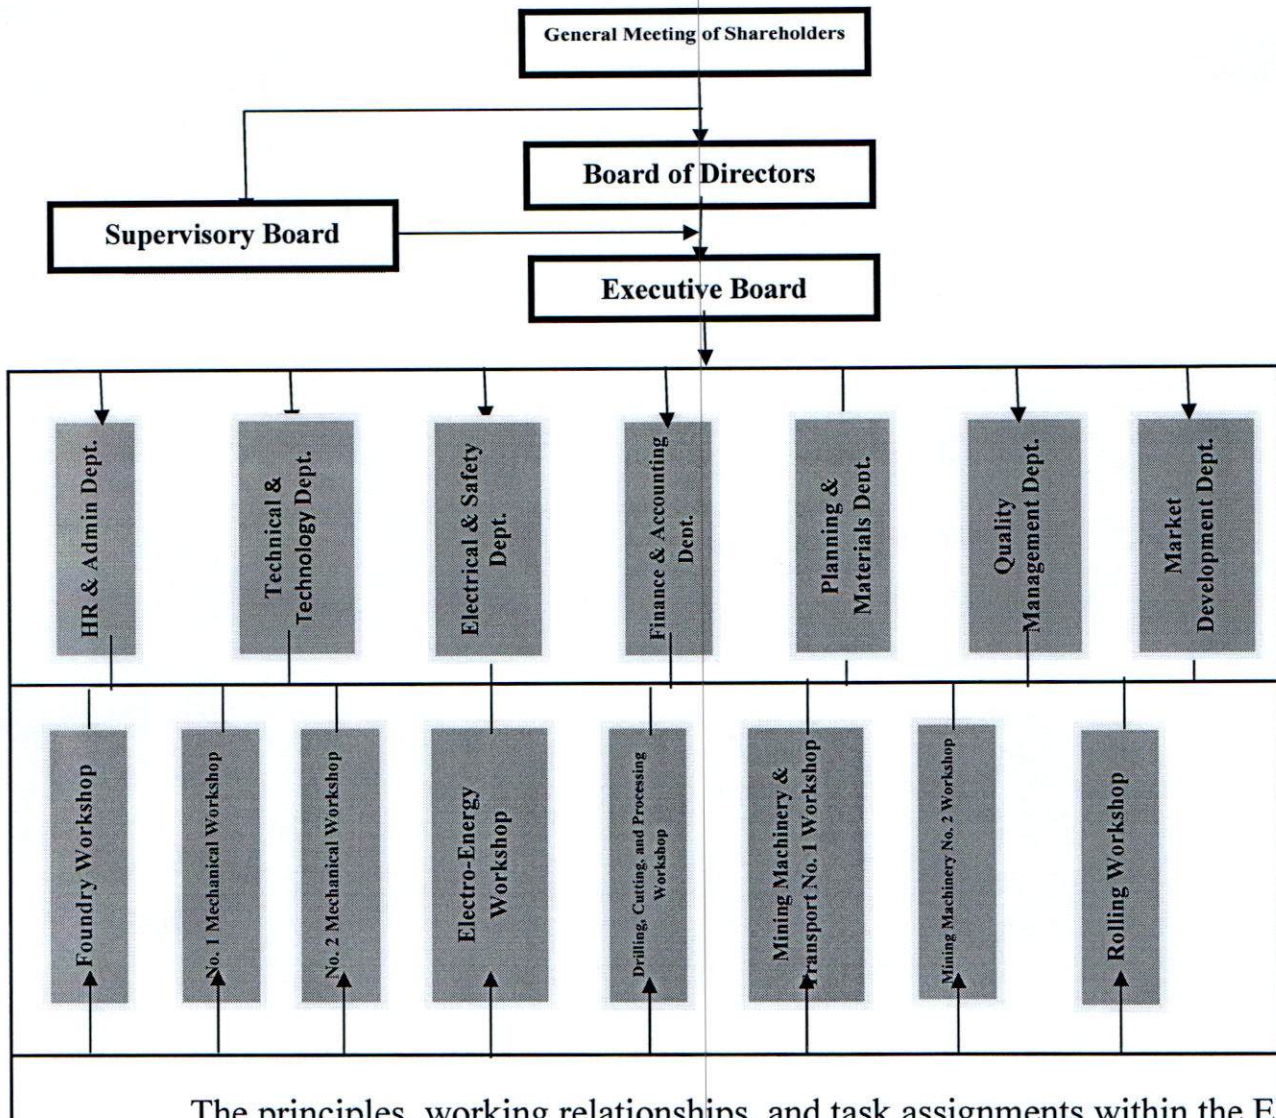 General Meeting of Shareholders
Board of Directors
Supervisory Board
Executive Board
HR & Admin Dept.
Technical &
Technology Dept.
Electrical & Safety
Dept.
Finance & Accounting
Dent.
Planning &
Materials Dept.
Quality
Management Dept.
Market
Development Dept.
Foundry Workshop
No. 1 Mechanical Workshop
No. 2 Mechanical Workshop
Electro-Energy
Workshop
Drilling, Cutting, and Processing
Workshop
Mining Machinery &
Transport No. 1 Workshop
Mining Machinery No. 2 Workshop
Rolling Workshop
The principles, working relationships, and task assignments within the E